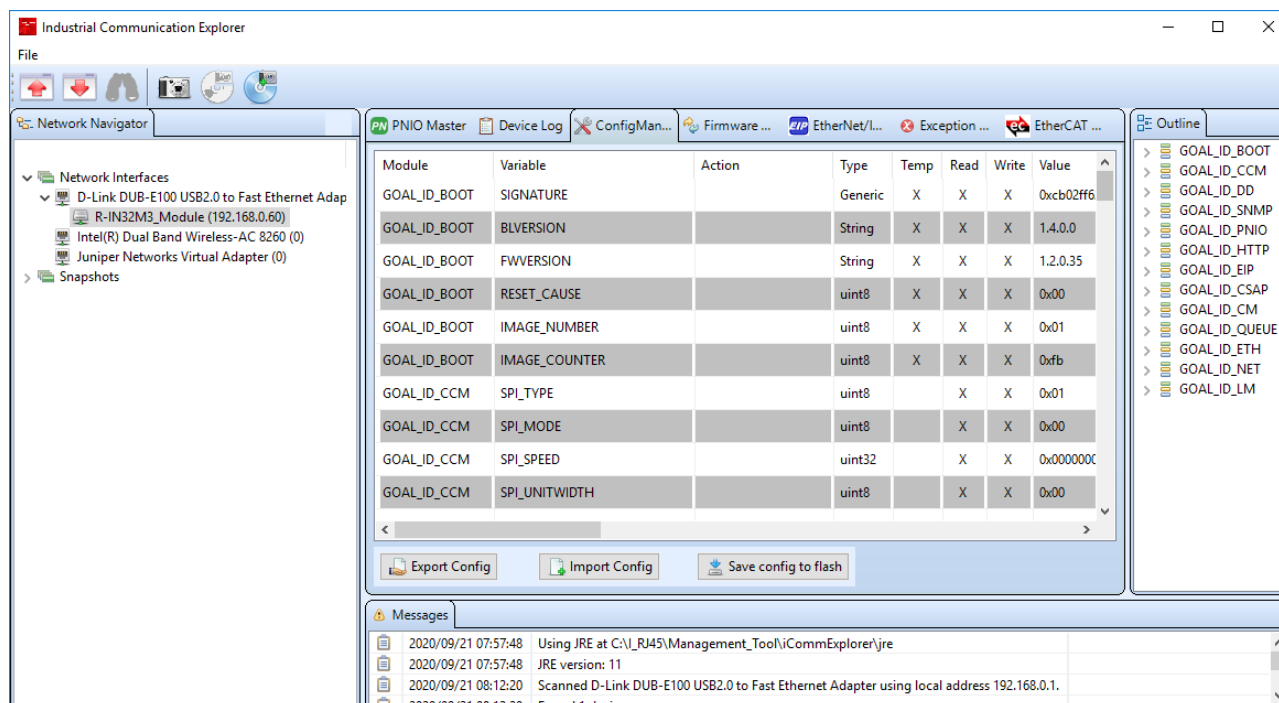 Industrial Communication Explorer
File
Network Navigator
Network Interfaces
D-Link DUB-E100 USB2.0 to Fast Ethernet Adap
R-IN32M3_Module (192.168.0.60)
Intel(R) Dual Band Wireless-AC 8260 (0)
Juniper Networks Virtual Adapter (0)
Snapshots
PN PNIO Master Device Log ConfigMan... Firmware ... EIP EtherNet/I... Exception ... ec EtherCAT ...
Module Variable Action Type Temp Read Write Value
GOAL_ID_BOOT SIGNATURE Generic X X X 0xcb02ff6
GOAL_ID_BOOT BLVERSION String X X X 1.4.0.0
GOAL_ID_BOOT FWVERSION String X X X 1.2.0.35
GOAL_ID_BOOT RESET_CAUSE uint8 X X X 0x00
GOAL_ID_BOOT IMAGE_NUMBER uint8 X X X 0x01
GOAL_ID_BOOT IMAGE_COUNTER uint8 X X X 0xfb
GOAL_ID_CCM SPI_TYPE uint8 X X 0x01
GOAL_ID_CCM SPI_MODE uint8 X X 0x00
GOAL_ID_CCM SPI_SPEED uint32 X X 0x0000000
GOAL_ID_CCM SPI_UNITWIDTH uint8 X X 0x00
Export Config Import Config Save config to flash
Outline
GOAL_ID_BOOT
GOAL_ID_CCM
GOAL_ID_DD
GOAL_ID_SNMP
GOAL_ID_PNIO
GOAL_ID_HTTP
GOAL_ID_EIP
GOAL_ID_CSAP
GOAL_ID_CM
GOAL_ID_QUEUE
GOAL_ID_ETH
GOAL_ID_NET
GOAL_ID_LM
Messages
2020/09/21 07:57:48 Using JRE at C:\I_RJ45\Management_Tool\iCommExplorer\jre
2020/09/21 07:57:48 JRE version: 11
2020/09/21 08:12:20 Scanned D-Link DUB-E100 USB2.0 to Fast Ethernet Adapter using local address 192.168.0.1.